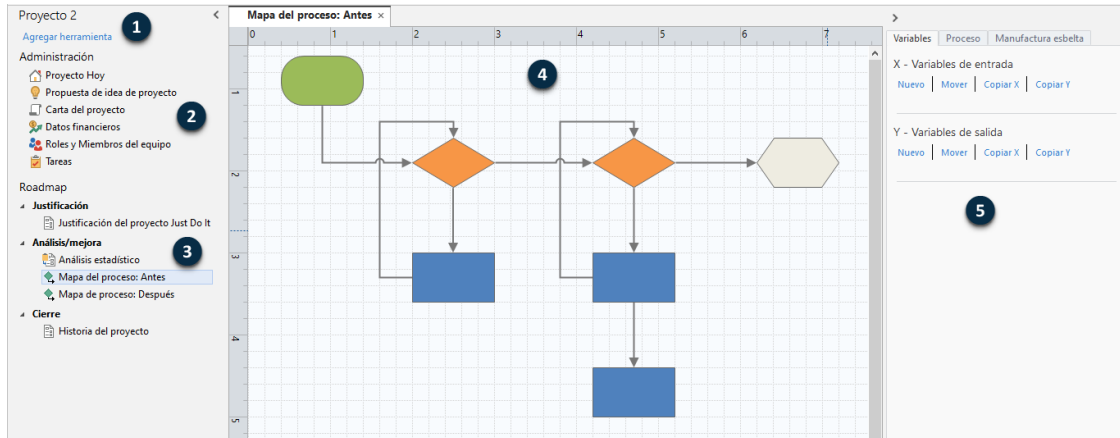 Proyecto 2
1
Agregar herramienta
Administración
Proyecto Hoy
Propuesta de idea de proyecto
Carta del proyecto
2
Datos financieros
Roles y Miembros del equipo
Tareas
Roadmap
Justificación
Justificación del proyecto Just Do It
Análisis/mejora
3
Análisis estadístico
Mapa del proceso: Antes
Mapa de proceso: Después
Cierre
Historia del proyecto
Mapa del proceso: Antes ×
0 1 2 3 4 5 6 7
1
2
3
4
5
4
Variables Proceso Manufactura esbelta
X - Variables de entrada
Nuevo Mover Copiar X Copiar Y
Y - Variables de salida
Nuevo Mover Copiar X Copiar Y
5